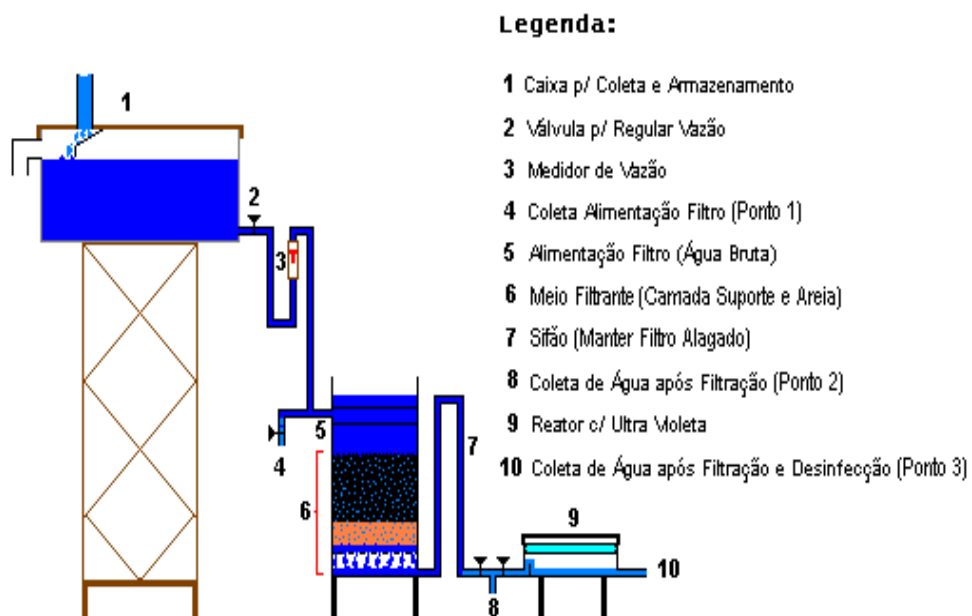 Legenda:
1 Caixa p/ Coleta e Armazenamento
2 Válvula p/ Regular Vazão
3 Medidor de Vazão
4 Coleta Alimentação Filtro (Ponto 1)
5 Alimentação Filtro (Água Bruta)
6 Meio Filtrante (Camada Suporte e Areia)
7 Sifão (Manter Filtro Alagado)
8 Coleta de Água após Filtração (Ponto 2)
9 Reator c/ Ultra Violeta
10 Coleta de Água após Filtração e Desinfecção (Ponto 3)
1
2
3
4
5
6
7
8
9
10